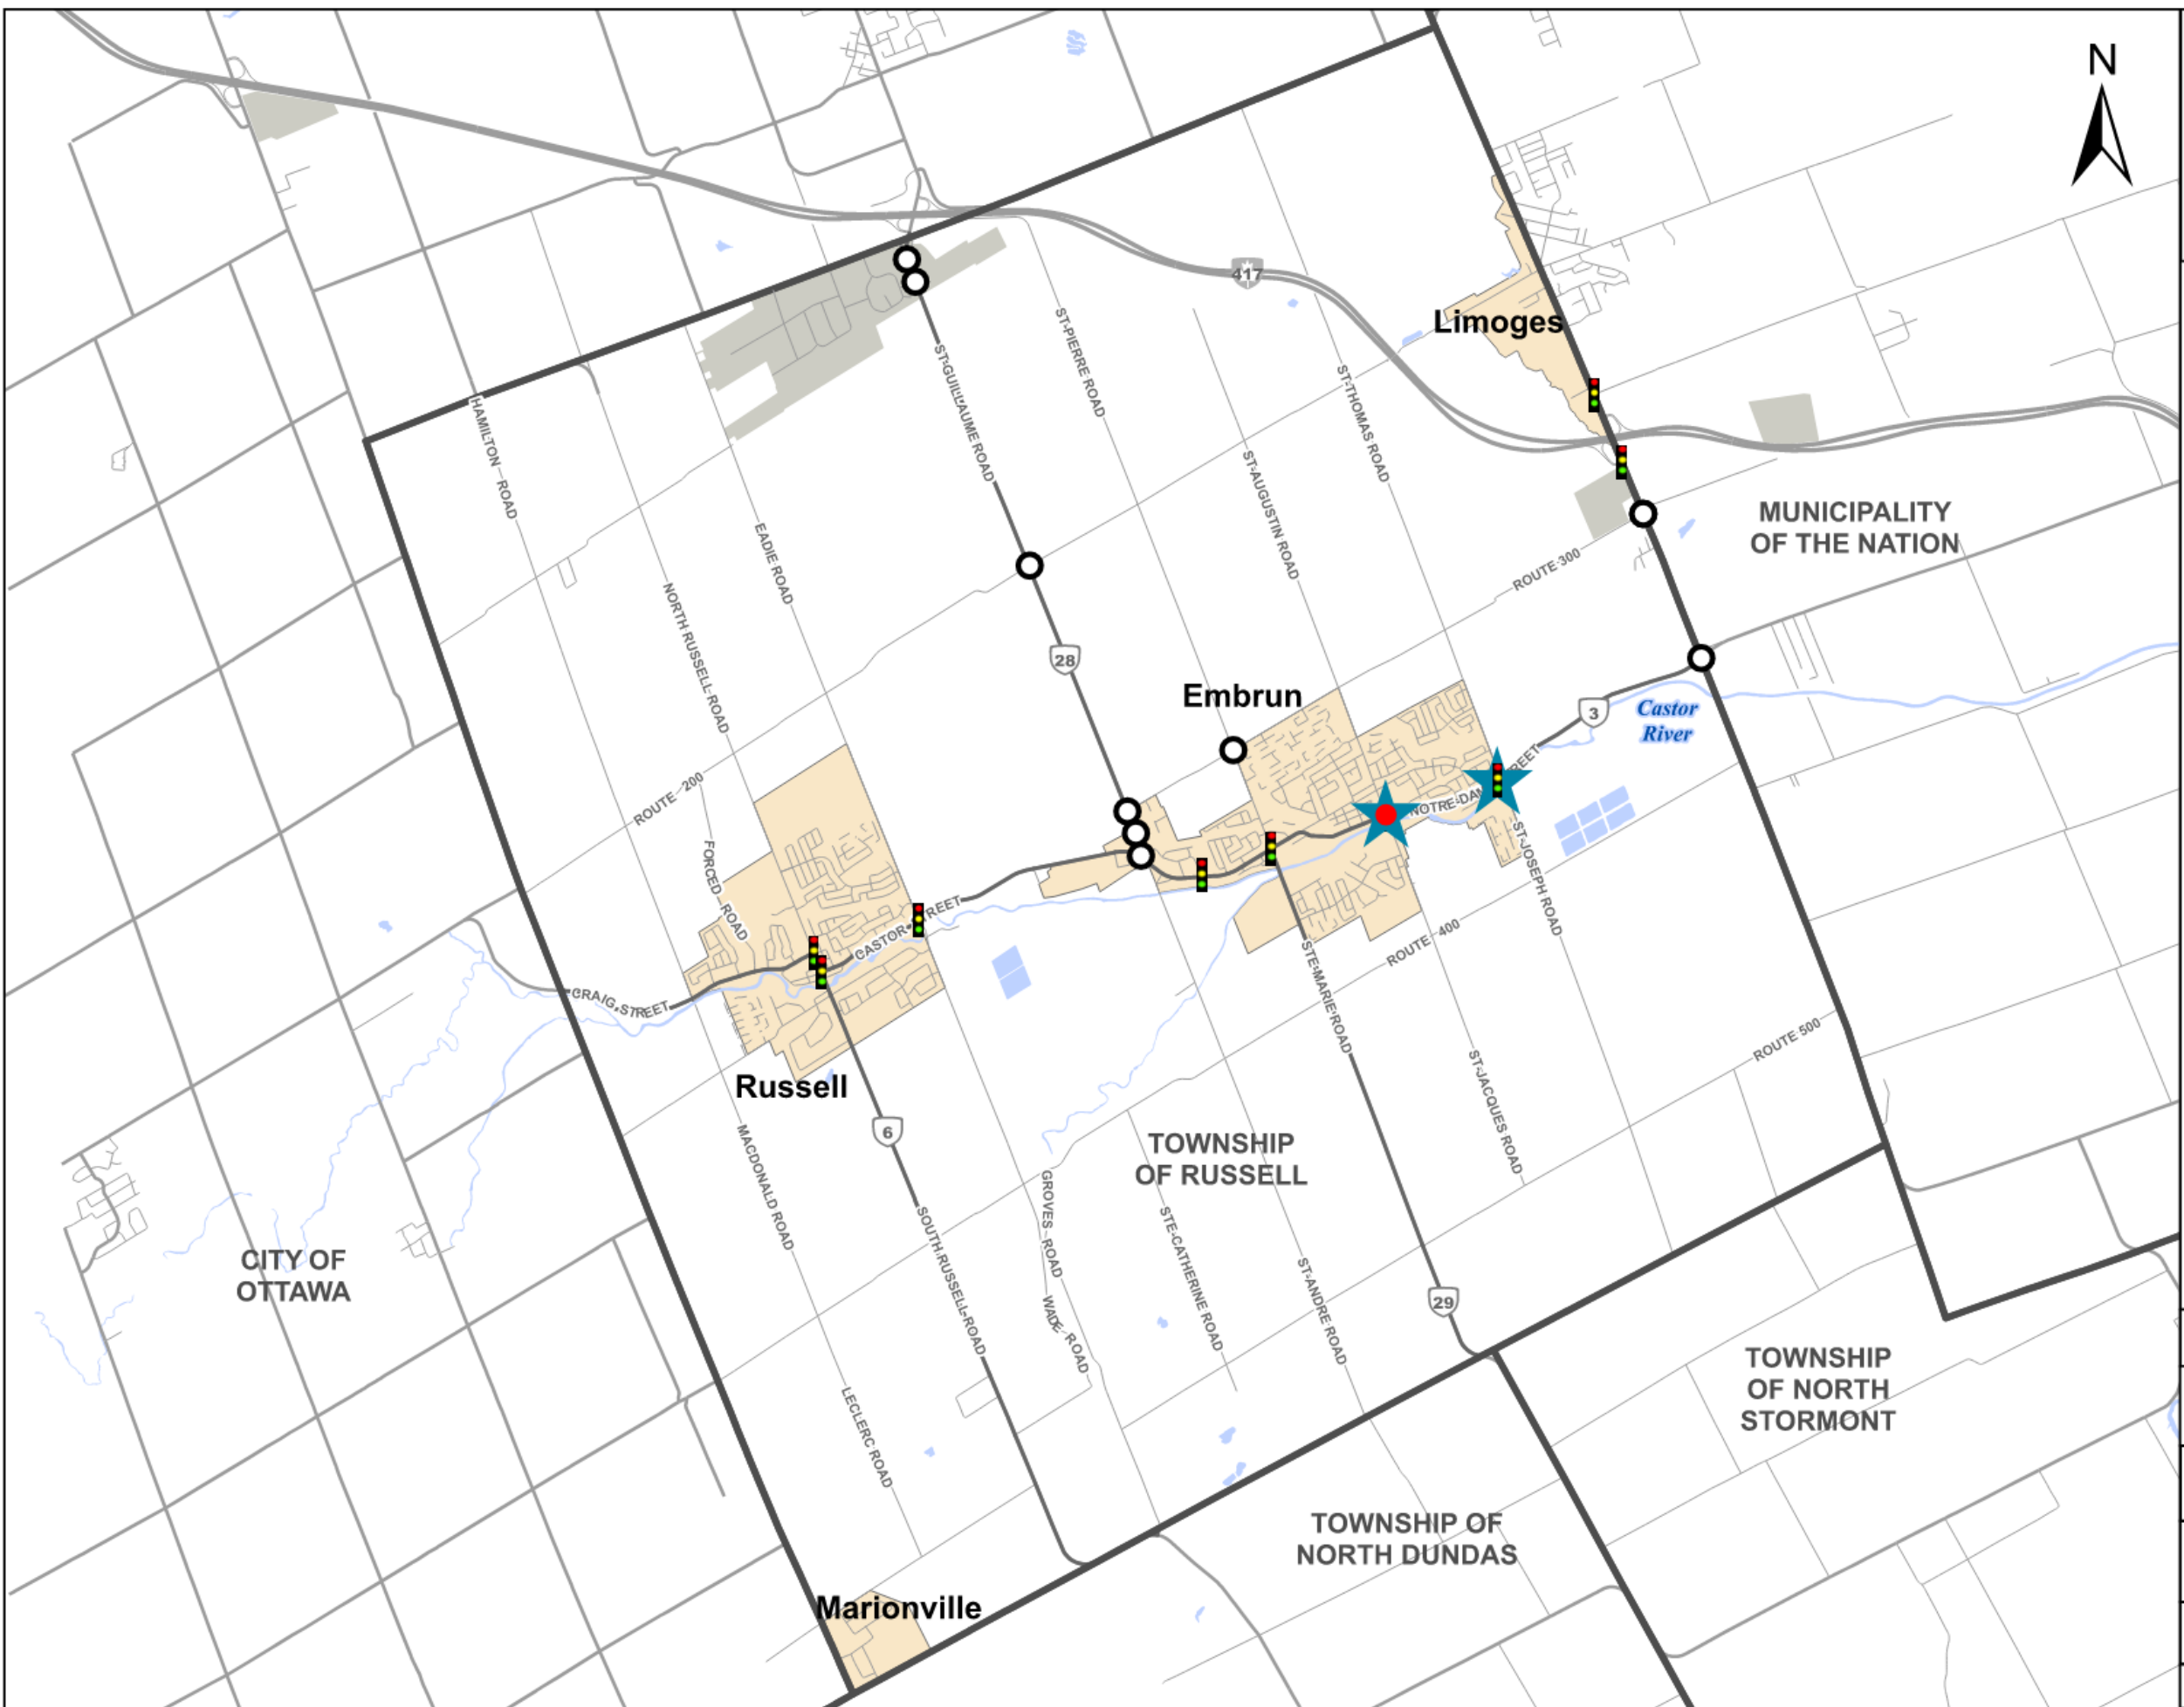 N
417
Limoges
HAMILTON ROAD
ST-GUILLAUME ROAD
ST-PIERRE ROAD
ST-THOMAS ROAD
ST-AUGUSTIN ROAD
EADIE ROAD
NORTH RUSSELL ROAD
MUNICIPALITY
OF THE NATION
ROUTE 300
28
Embrun
3
Castor
River
ROUTE 200
FORCED ROAD
NOTRE-DAM
REET
ST-JOSEPH ROAD
CASTOR STREET
CRAIG STREET
ROUTE 400
STE-MARIE ROAD
ROUTE 500
Russell
6
MACDONALD ROAD
TOWNSHIP
OF RUSSELL
ST-JACQUES ROAD
GROVES ROAD
STE-CATHERINE ROAD
SOUTH RUSSELL ROAD
CITY OF
OTTAWA
WADE ROAD
ST-ANDRE ROAD
29
LECLERC ROAD
TOWNSHIP
OF NORTH
STORMONT
TOWNSHIP OF
NORTH DUNDAS
Marionville